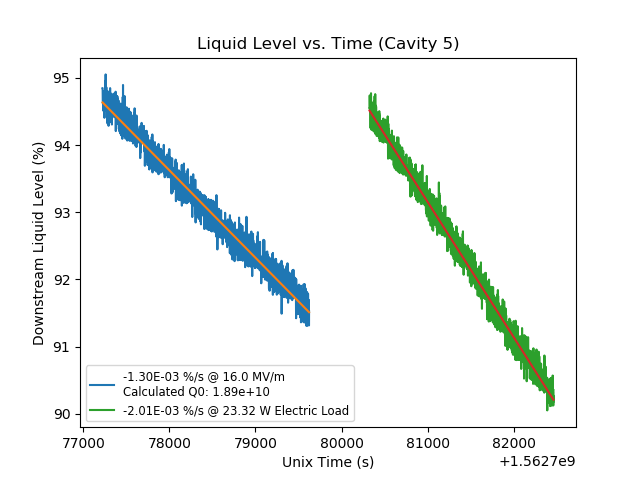 Liquid Level vs. Time (Cavity 5)
Downstream Liquid Level (%)
95
94
93
92
91
90
-1.30E-03 %/s @ 16.0 MV/m
Calculated Q0: 1.89e+10
-2.01E-03 %/s @ 23.32 W Electric Load
77000 78000 79000 80000 81000 82000
Unix Time (s)
+1.5627e9